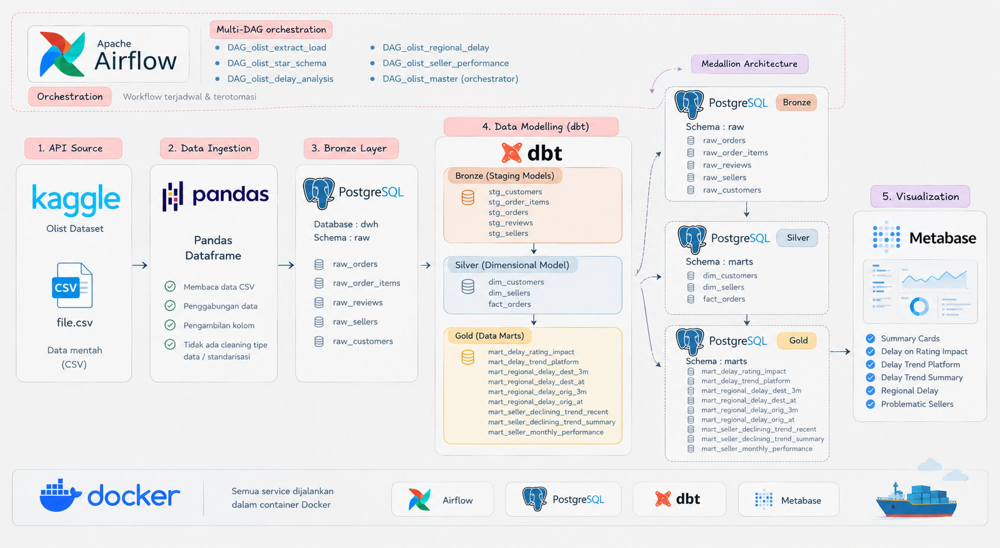 Apache
Airflow
Multi-DAG orchestration
DAG_olist_extract_load
DAG_olist_star_schema
DAG_olist_delay_analysis
DAG_olist_regional_delay
DAG_olist_seller_performance
DAG_olist_master (orchestrator)
Orchestration
Workflow terjadwal & terotomasi
1. API Source
kaggle
Olist Dataset
CSV
file.csv
Data mentah
(CSV)
2. Data Ingestion
pandas
Pandas
Dataframe
Membaca data CSV
Penggabungan data
Pengambilan kolom
Tidak ada cleaning tipe
data / standarisasi
3. Bronze Layer
PostgreSQL
Database : dwh
Schema : raw
raw_orders
raw_order_items
raw_reviews
raw_sellers
raw_customers
4. Data Modelling (dbt)
dbt
Bronze (Staging Models)
stg_customers
stg_order_items
stg_orders
stg_reviews
stg_sellers
Silver (Dimensional Model)
dim_customers
dim_sellers
fact_orders
Gold (Data Marts)
mart_delay_rating_impact
mart_delay_trend_platform
mart_regional_delay_dest_3m
mart_regional_delay_dest_at
mart_regional_delay_orig_3m
mart_regional_delay_orig_at
mart_seller_declining_trend_recent
mart_seller_declining_trend_summary
mart_seller_monthly_performance
Medallion Architecture
PostgreSQL
Bronze
Schema : raw
raw_orders
raw_order_items
raw_reviews
raw_sellers
raw_customers
PostgreSQL
Silver
Schema : marts
dim_customers
dim_sellers
fact_orders
PostgreSQL
Gold
Schema : marts
mart_delay_rating_impact
mart_delay_trend_platform
mart_regional_delay_dest_3m
mart_regional_delay_dest_at
mart_regional_delay_orig_3m
mart_regional_delay_orig_at
mart_seller_declining_trend_recent
mart_seller_declining_trend_summary
mart_seller_monthly_performance
5. Visualization
Metabase
Summary Cards
Delay on Rating Impact
Delay Trend Platform
Delay Trend Summary
Regional Delay
Problematic Sellers
docker
Semua service dijalankan
dalam container Docker
Airflow
PostgreSQL
dbt
Metabase